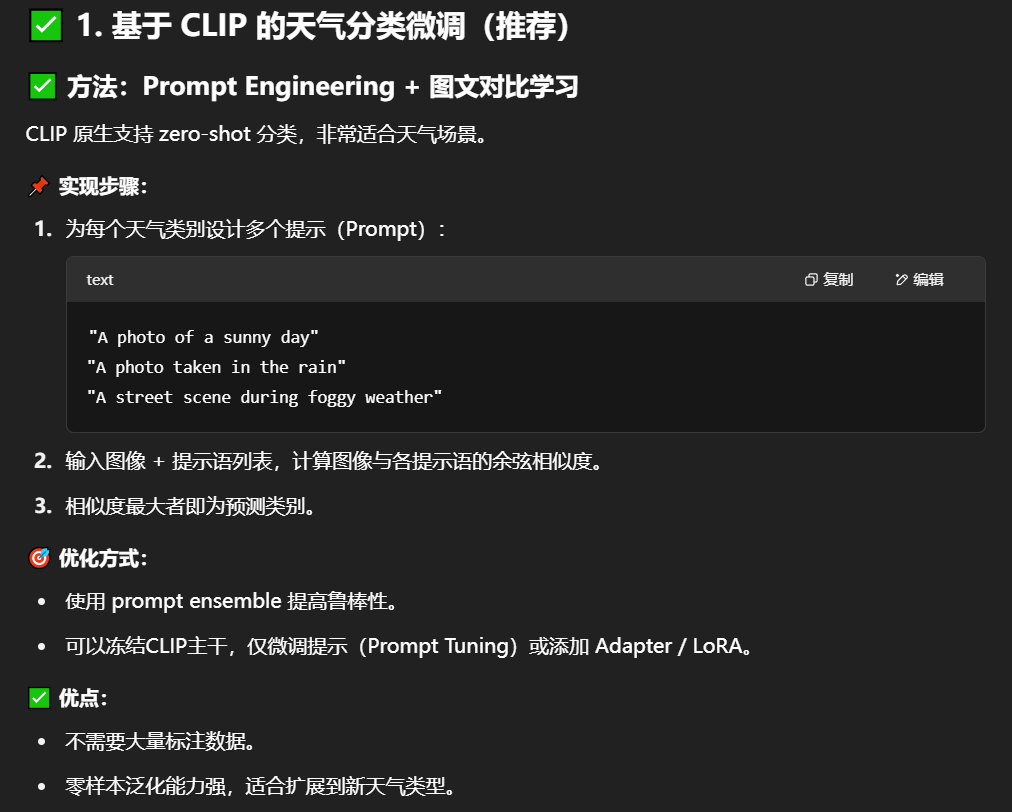 ✅ 1. 基于 CLIP 的天气分类微调（推荐）
✅ 方法：Prompt Engineering + 图文对比学习
CLIP 原生支持 zero-shot 分类，非常适合天气场景。
📌 实现步骤：
1. 为每个天气类别设计多个提示（Prompt）：
text 复制 编辑
"A photo of a sunny day"
"A photo taken in the rain"
"A street scene during foggy weather"
2. 输入图像 + 提示语列表，计算图像与各提示语的余弦相似度。
3. 相似度最大者即为预测类别。
🎯 优化方式：
• 使用 prompt ensemble 提高鲁棒性。
• 可以冻结CLIP主干，仅微调提示（Prompt Tuning）或添加 Adapter / LoRA。
✅ 优点：
• 不需要大量标注数据。
• 零样本泛化能力强，适合扩展到新天气类型。